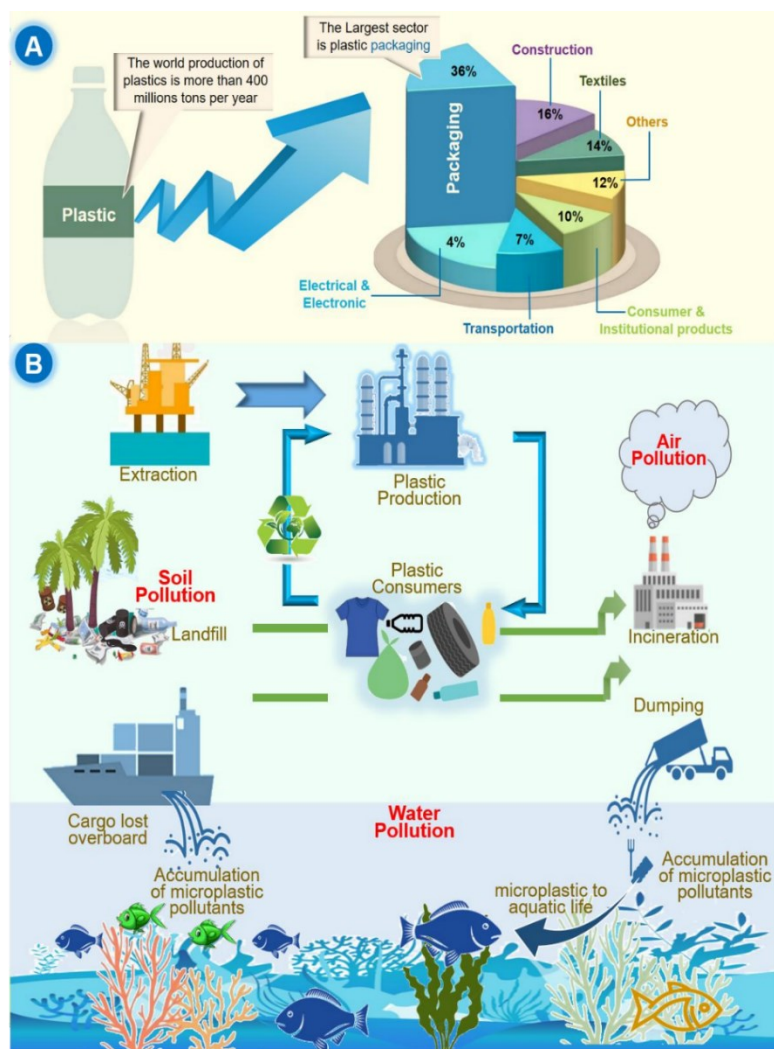 A
The Largest sector
is plastic packaging
The world production of
plastics is more than 400
millions tons per year
Plastic
36%
Packaging
Construction
16%
Textiles
14%
Others
12%
10%
Consumer &
Institutional products
7%
Transportation
4%
Electrical &
Electronic
B
Extraction
Plastic
Production
Air
Pollution
Soil
Pollution
Landfill
Plastic
Consumers
Incineration
Dumping
Cargo lost
overboard
Water
Pollution
Accumulation
of microplastic
pollutants
microplastic to
aquatic life
Accumulation
of microplastic
pollutants